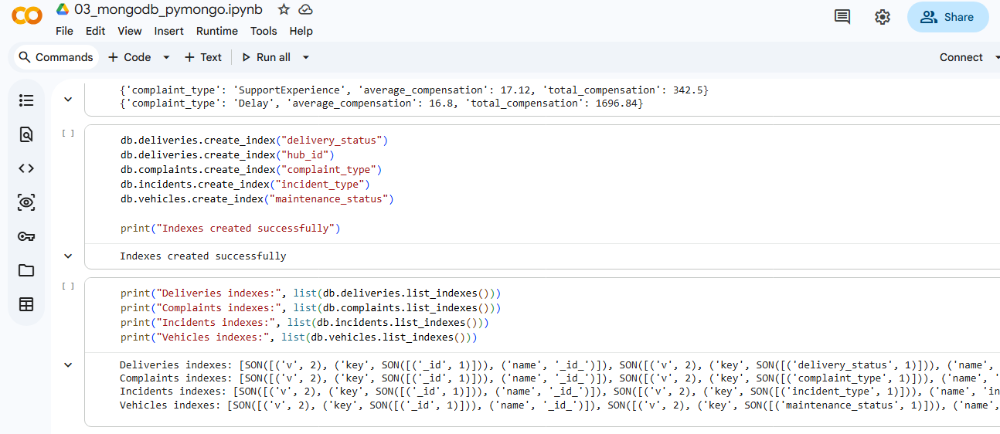 03_mongodb_pymongo.ipynb
File Edit View Insert Runtime Tools Help
Share
Commands + Code + Text Run all Connect
{'complaint_type': 'SupportExperience', 'average_compensation': 17.12, 'total_compensation': 342.5}
{'complaint_type': 'Delay', 'average_compensation': 16.8, 'total_compensation': 1696.84}
[ ]
db.deliveries.create_index("delivery_status")
db.deliveries.create_index("hub_id")
db.complaints.create_index("complaint_type")
db.incidents.create_index("incident_type")
db.vehicles.create_index("maintenance_status")
print("Indexes created successfully")
Indexes created successfully
[ ]
print("Deliveries indexes:", list(db.deliveries.list_indexes()))
print("Complaints indexes:", list(db.complaints.list_indexes()))
print("Incidents indexes:", list(db.incidents.list_indexes()))
print("Vehicles indexes:", list(db.vehicles.list_indexes()))
Deliveries indexes: [SON([('v', 2), ('key', SON([('_id', 1)])), ('name', '_id_')]), SON([('v', 2), ('key', SON([('delivery_status', 1)])), ('name',
Complaints indexes: [SON([('v', 2), ('key', SON([('_id', 1)])), ('name', '_id_')]), SON([('v', 2), ('key', SON([('complaint_type', 1)])), ('name', '
Incidents indexes: [SON([('v', 2), ('key', SON([('_id', 1)])), ('name', '_id_')]), SON([('v', 2), ('key', SON([('incident_type', 1)])), ('name', 'in
Vehicles indexes: [SON([('v', 2), ('key', SON([('_id', 1)])), ('name', '_id_')]), SON([('v', 2), ('key', SON([('maintenance_status', 1)])), ('name',